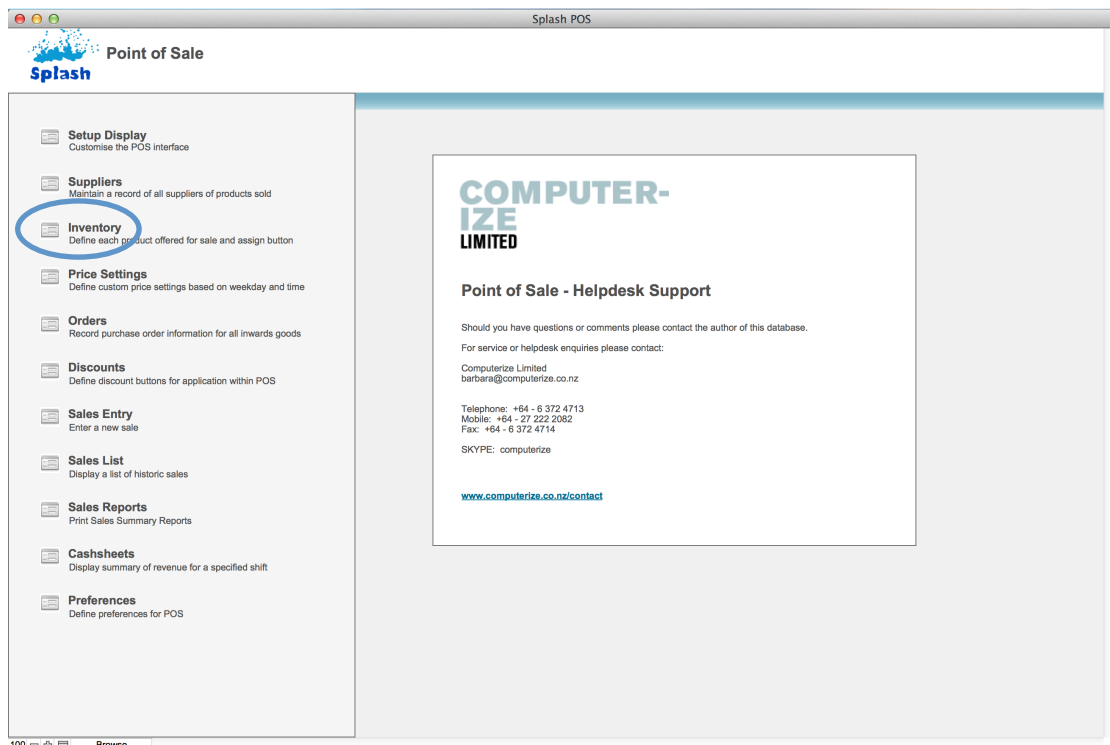 Splash POS
Splash
Point of Sale
Setup Display
Customise the POS interface
Suppliers
Maintain a record of all suppliers of products sold
Inventory
Define each product offered for sale and assign button
Price Settings
Define custom price settings based on weekday and time
Orders
Record purchase order information for all inwards goods
Discounts
Define discount buttons for application within POS
Sales Entry
Enter a new sale
Sales List
Display a list of historic sales
Sales Reports
Print Sales Summary Reports
Cashsheets
Display summary of revenue for a specified shift
Preferences
Define preferences for POS
COMPUTER-
IZE
LIMITED
Point of Sale - Helpdesk Support
Should you have questions or comments please contact the author of this database.
For service or helpdesk enquiries please contact:
Computerize Limited
barbara@computerize.co.nz
Telephone: +64 - 6 372 4713
Mobile: +64 - 27 222 2082
Fax: +64 - 6 372 4714
SKYPE: computerize
www.computerize.co.nz/contact
100 Browse